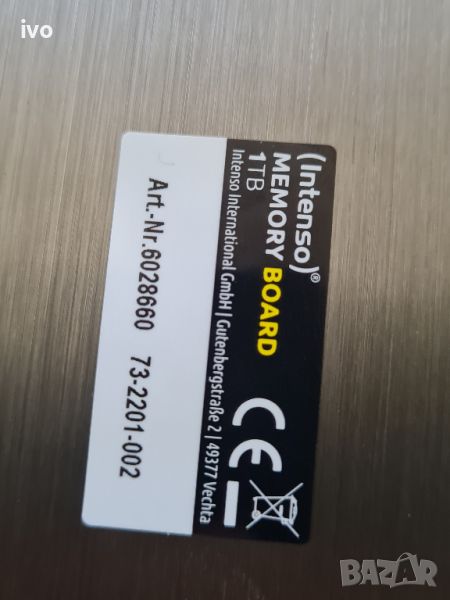 ivo
(Intenso)®
MEMORY BOARD
1TB
Intenso International GmbH | Gutenbergstraße 2 | 49377 Vechta
CE
Art.-Nr.6028660 73-2201-002
BAZAR